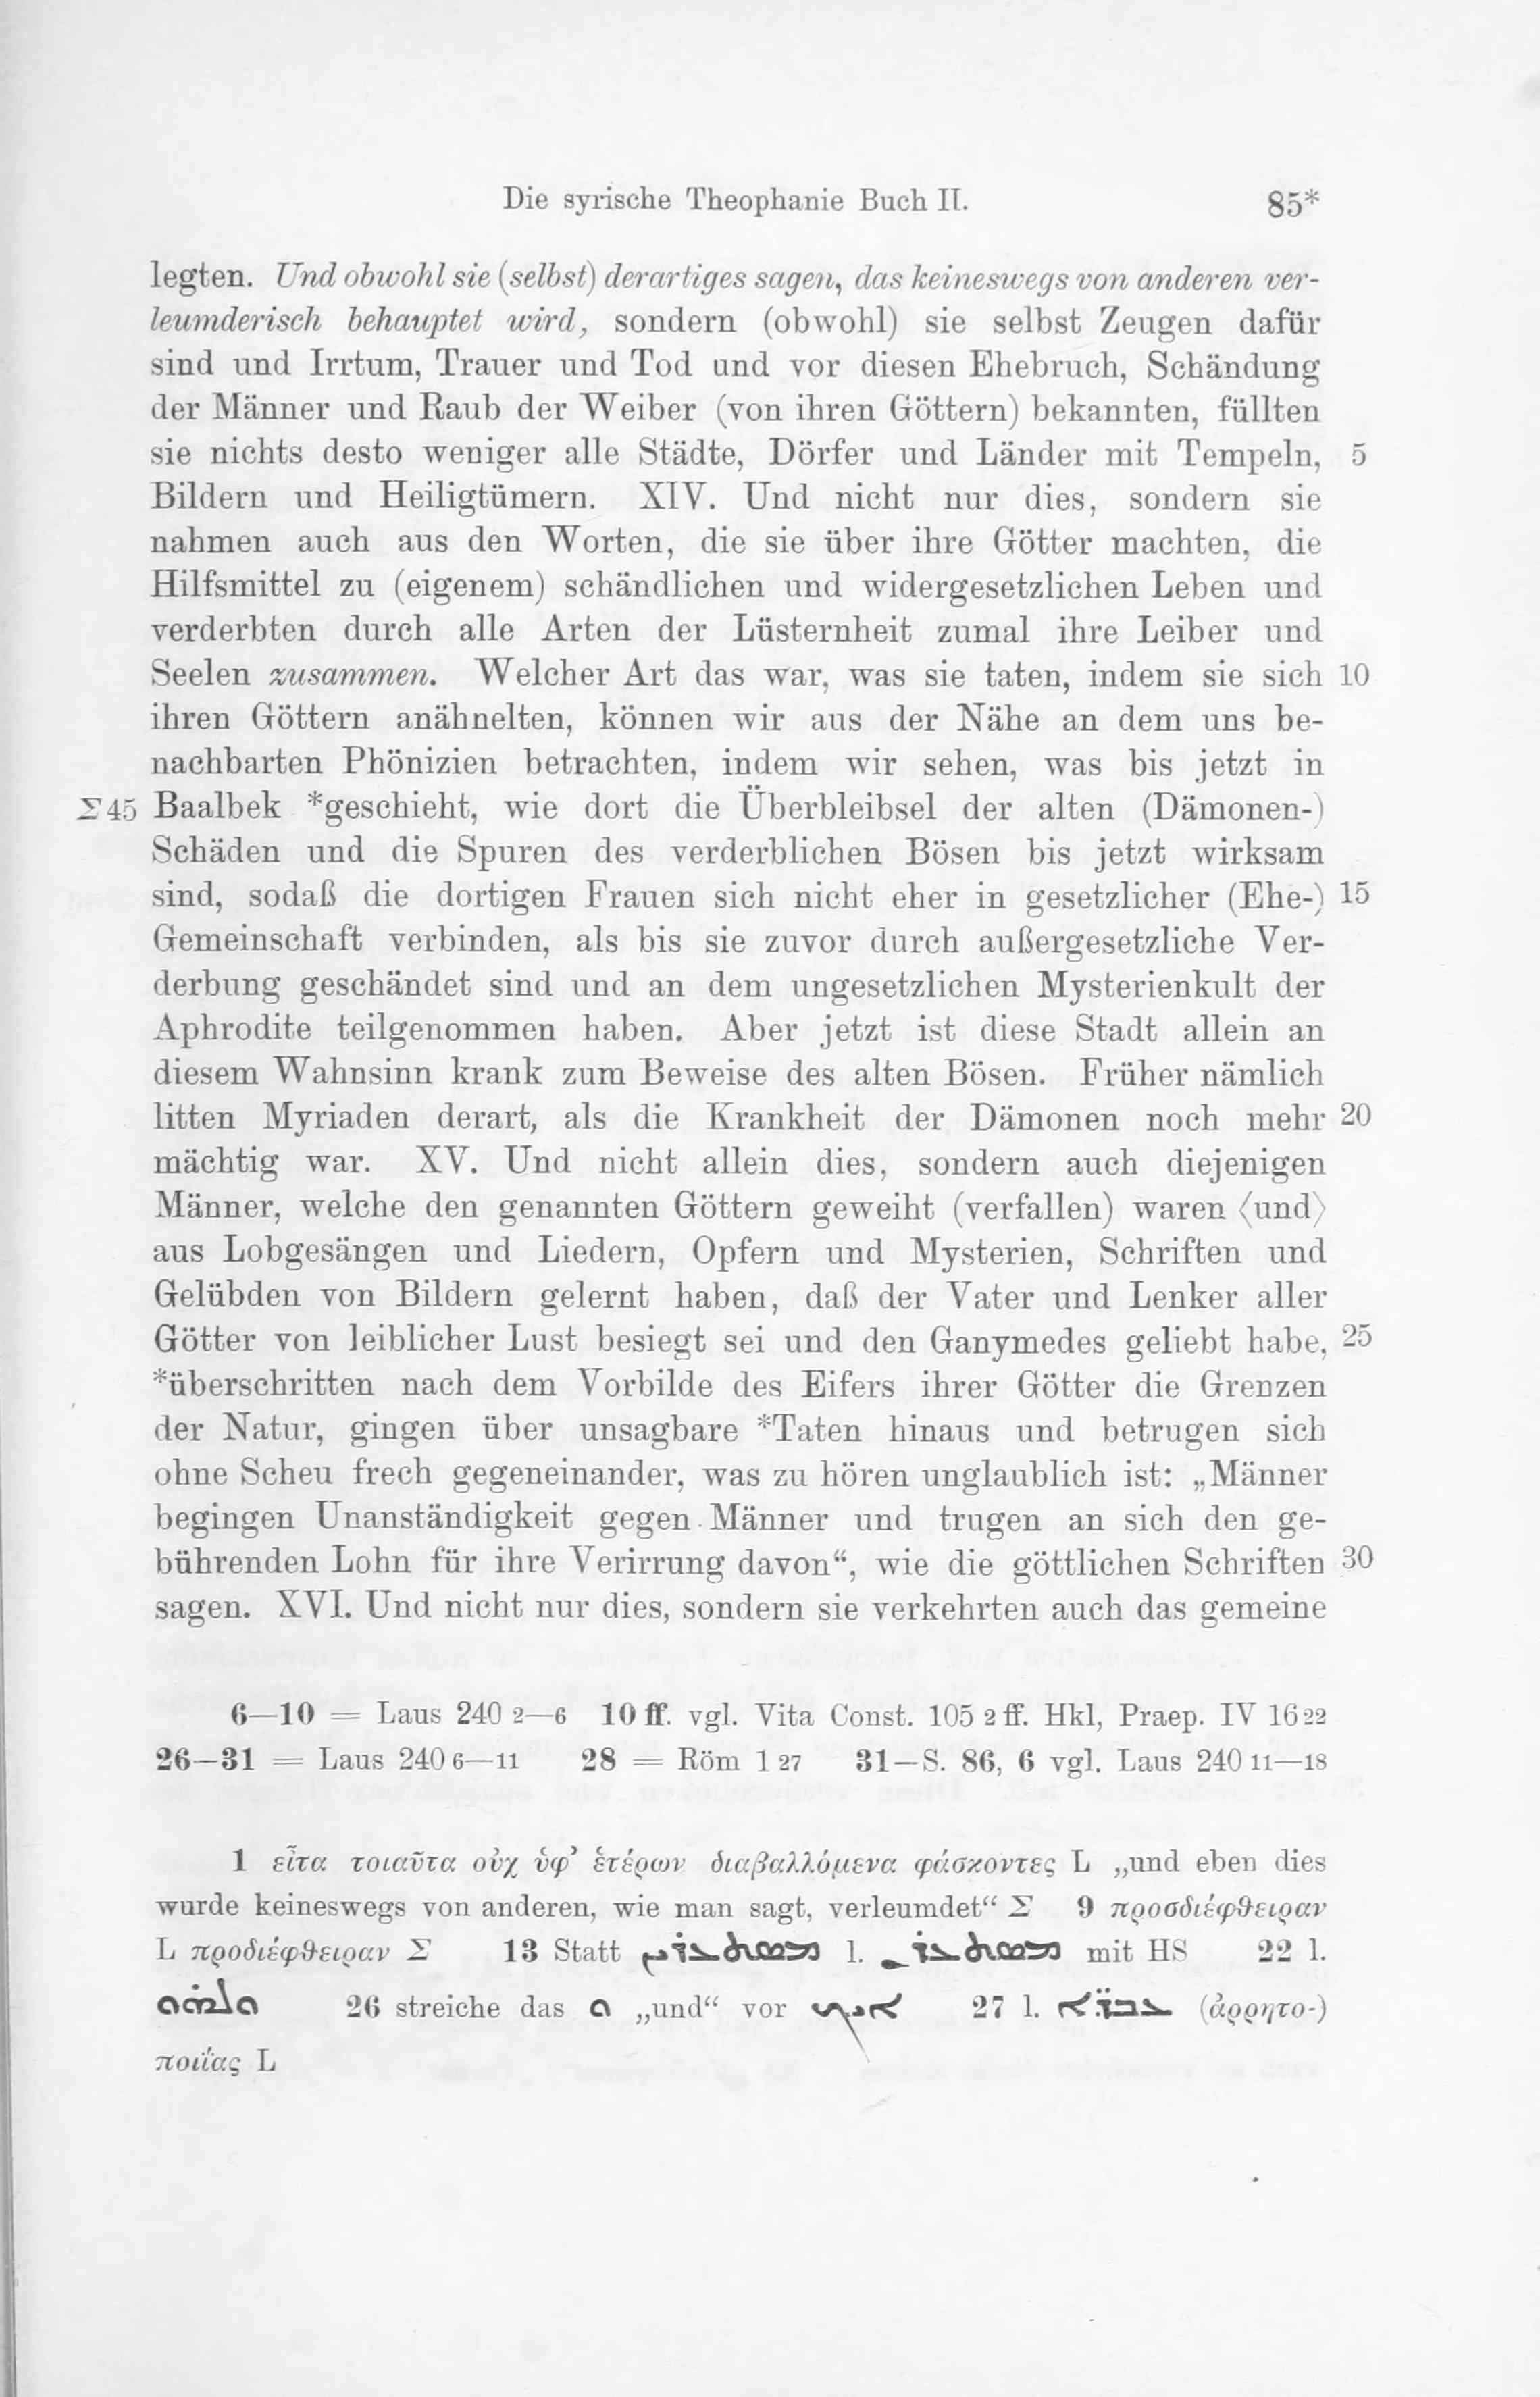 Die syrische Theophanie Buch II. 85*
legten. Und obwohl sie (selbst) derartiges sagen, das keineswegs von anderen ver-
leumderisch behauptet wird, sondern (obwohl) sie selbst Zeugen dafür
sind und Irrtum, Trauer und Tod und vor diesen Ehebruch, Schändung
der Männer und Raub der Weiber (von ihren Göttern) bekannten, füllten
sie nichts desto weniger alle Städte, Dörfer und Länder mit Tempeln, 5
Bildern und Heiligtümern. XIV. Und nicht nur dies, sondern sie
nahmen auch aus den Worten, die sie über ihre Götter machten, die
Hilfsmittel zu (eigenem) schändlichen und widergesetzlichen Leben und
verderbten durch alle Arten der Lüsternheit zumal ihre Leiber und
Seelen zusammen. Welcher Art das war, was sie taten, indem sie sich 10
ihren Göttern anähnelten, können wir aus der Nähe an dem uns be-
nachbarten Phönizien betrachten, indem wir sehen, was bis jetzt in
Σ45 Baalbek *geschieht, wie dort die Überbleibsel der alten (Dämonen-)
Schäden und die Spuren des verderblichen Bösen bis jetzt wirksam
sind, sodaß die dortigen Frauen sich nicht eher in gesetzlicher (Ehe-) 15
Gemeinschaft verbinden, als bis sie zuvor durch außergesetzliche Ver-
derbung geschändet sind und an dem ungesetzlichen Mysterienkult der
Aphrodite teilgenommen haben. Aber jetzt ist diese Stadt allein an
diesem Wahnsinn krank zum Beweise des alten Bösen. Früher nämlich
litten Myriaden derart, als die Krankheit der Dämonen noch mehr 20
mächtig war. XV. Und nicht allein dies, sondern auch diejenigen
Männer, welche den genannten Göttern geweiht (verfallen) waren ⟨und⟩
aus Lobgesängen und Liedern, Opfern und Mysterien, Schriften und
Gelübden von Bildern gelernt haben, daß der Vater und Lenker aller
Götter von leiblicher Lust besiegt sei und den Ganymedes geliebt habe, 25
*überschritten nach dem Vorbilde des Eifers ihrer Götter die Grenzen
der Natur, gingen über unsagbare *Taten hinaus und betrugen sich
ohne Scheu frech gegeneinander, was zu hören unglaublich ist: „Männer
begingen Unanständigkeit gegen Männer und trugen an sich den ge-
bührenden Lohn für ihre Verirrung davon“, wie die göttlichen Schriften 30
sagen. XVI. Und nicht nur dies, sondern sie verkehrten auch das gemeine
6—10 = Laus 240 2—6 10 ff. vgl. Vita Const. 105 2 ff. Hkl, Praep. IV 16 22
26—31 = Laus 240 6—11 28 = Röm 1 27 31—S. 86, 6 vgl. Laus 240 11—18
1 εἶτα τοιαῦτα οὐχ ὑφ’ ἑτέρων διαβαλλόμενα φάσκοντες L „und eben dies
wurde keineswegs von anderen, wie man sagt, verleumdet“ Σ 9 προσδιέφθειραν
L προδιέφθειραν Σ 13 Statt ܡܣܬܥܪܝܢ l. ܡܣܬܥܪܢ mit HS 22 l.
ܘܠܗܘ 26 streiche das ܘ „und“ vor 27 l. ܥܒܕ̈ܐ (ἀρρητο-)
ποιΐας L